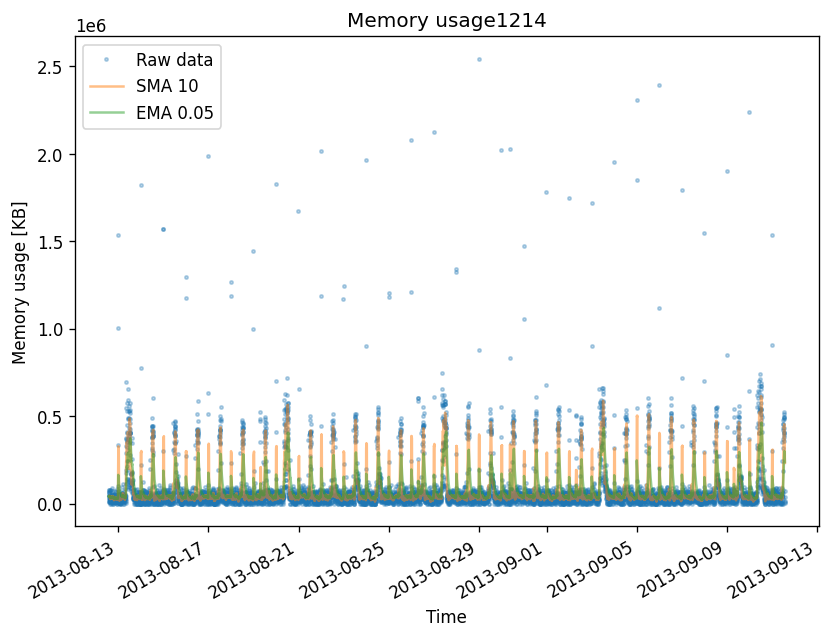 Memory usage1214
1e6
Raw data
SMA 10
EMA 0.05
2.5
2.0
1.5
1.0
0.5
0.0
Memory usage [KB]
2013-08-13
2013-08-17
2013-08-21
2013-08-25
2013-08-29
2013-09-01
2013-09-05
2013-09-09
2013-09-13
Time